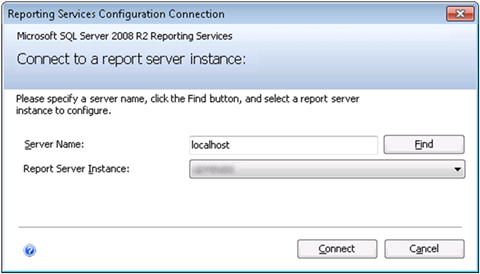 Reporting Services Configuration Connection
Microsoft SQL Server 2008 R2 Reporting Services
Connect to a report server instance:
Please specify a server name, click the Find button, and select a report server
instance to configure.
Server Name:
localhost
Find
Report Server Instance:
Connect
Cancel